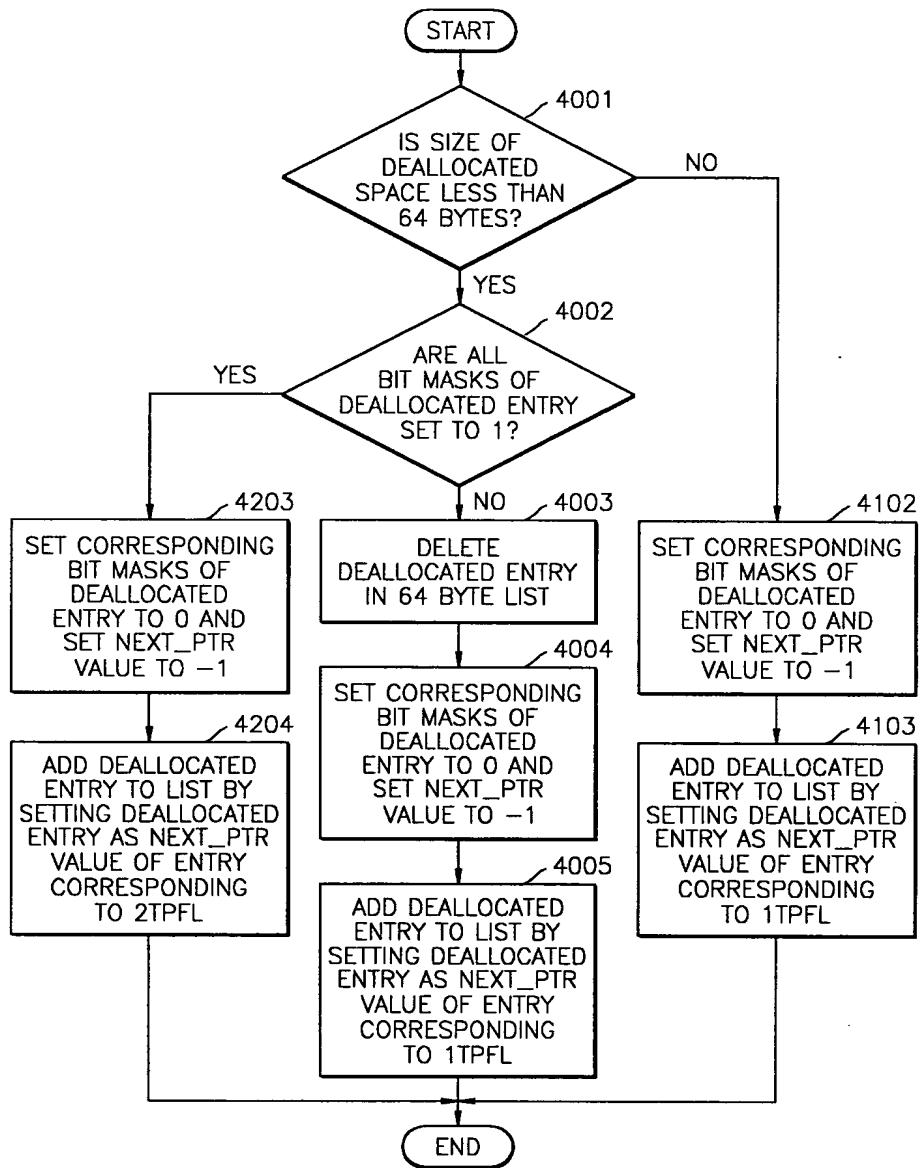 START
4001
IS SIZE OF
DEALLOCATED
SPACE LESS THAN
64 BYTES?
NO
YES
4002
ARE ALL
BIT MASKS OF
DEALLOCATED ENTRY
SET TO 1?
YES
NO
4203
SET CORRESPONDING
BIT MASKS OF
DEALLOCATED
ENTRY TO 0 AND
SET NEXT_PTR
VALUE TO −1
4003
DELETE
DEALLOCATED ENTRY
IN 64 BYTE LIST
4102
SET CORRESPONDING
BIT MASKS OF
DEALLOCATED
ENTRY TO 0 AND
SET NEXT_PTR
VALUE TO −1
4004
SET CORRESPONDING
BIT MASKS OF
DEALLOCATED
ENTRY TO 0 AND
SET NEXT_PTR
VALUE TO −1
4204
ADD DEALLOCATED
ENTRY TO LIST BY
SETTING DEALLOCATED
ENTRY AS NEXT_PTR
VALUE OF ENTRY
CORRESPONDING
TO 2TPFL
4103
ADD DEALLOCATED
ENTRY TO LIST BY
SETTING DEALLOCATED
ENTRY AS NEXT_PTR
VALUE OF ENTRY
CORRESPONDING
TO 1TPFL
4005
ADD DEALLOCATED
ENTRY TO LIST BY
SETTING DEALLOCATED
ENTRY AS NEXT_PTR
VALUE OF ENTRY
CORRESPONDING
TO 1TPFL
END